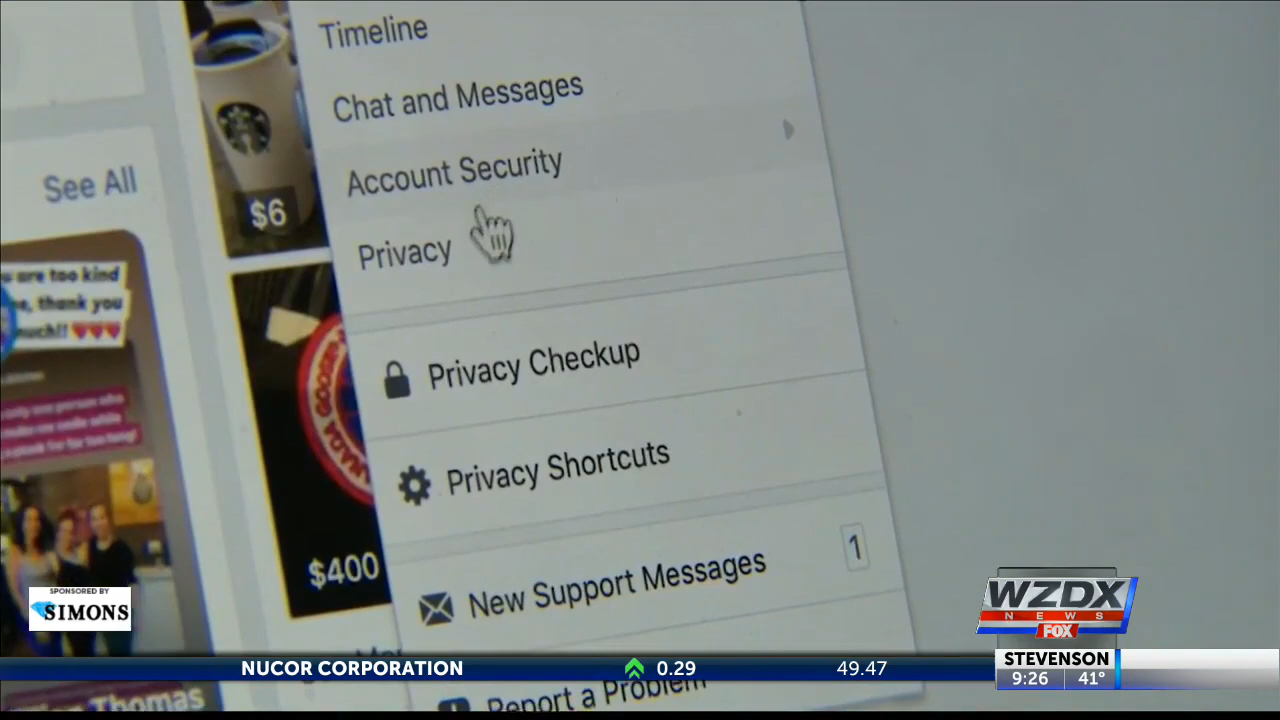 Timeline
Chat and Messages
Account Security
Privacy
Privacy Checkup
Privacy Shortcuts
New Support Messages
1
Report a Problem
See All
$6
$400
are too kind
thank you
much!!
Thomas
SPONSORED BY
SIMONS
WZDX
NEWS
FOX
NUCOR CORPORATION 0.29 49.47
STEVENSON
9:26 41°